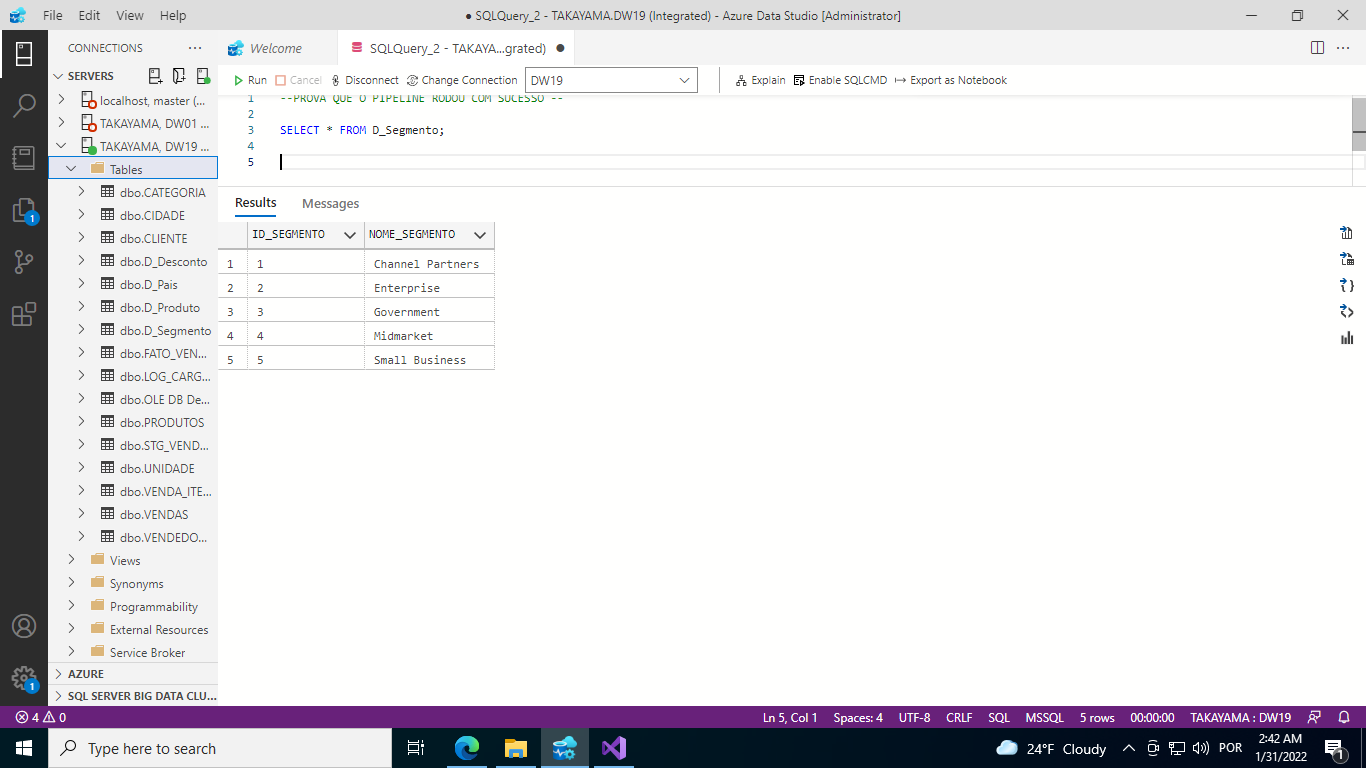 File Edit View Help
● SQLQuery_2 - TAKAYAMA.DW19 (Integrated) - Azure Data Studio [Administrator]
CONNECTIONS
Welcome
SQLQuery_2 - TAKAYA...grated) ●
SERVERS
Run Cancel Disconnect Change Connection DW19 Explain Enable SQLCMD Export as Notebook
localhost, master (...
TAKAYAMA, DW01 ...
TAKAYAMA, DW19 ...
Tables
dbo.CATEGORIA
dbo.CIDADE
dbo.CLIENTE
dbo.D_Desconto
dbo.D_Pais
dbo.D_Produto
dbo.D_Segmento
dbo.FATO_VEN...
dbo.LOG_CARG...
dbo.OLE DB De...
dbo.PRODUTOS
dbo.STG_VEND...
dbo.UNIDADE
dbo.VENDA_ITE...
dbo.VENDAS
dbo.VENDEDO...
Views
Synonyms
Programmability
External Resources
Service Broker
AZURE
SQL SERVER BIG DATA CLU...
1
1
1 --PROVA QUE O PIPELINE RODOU COM SUCESSO --
2
3 SELECT * FROM D_Segmento;
4
5
Results Messages
ID_SEGMENTO NOME_SEGMENTO
1 1 Channel Partners
2 2 Enterprise
3 3 Government
4 4 Midmarket
5 5 Small Business
4 0 Ln 5, Col 1 Spaces: 4 UTF-8 CRLF SQL MSSQL 5 rows 00:00:00 TAKAYAMA : DW19
Type here to search
24°F Cloudy
POR
2:42 AM
1/31/2022
1